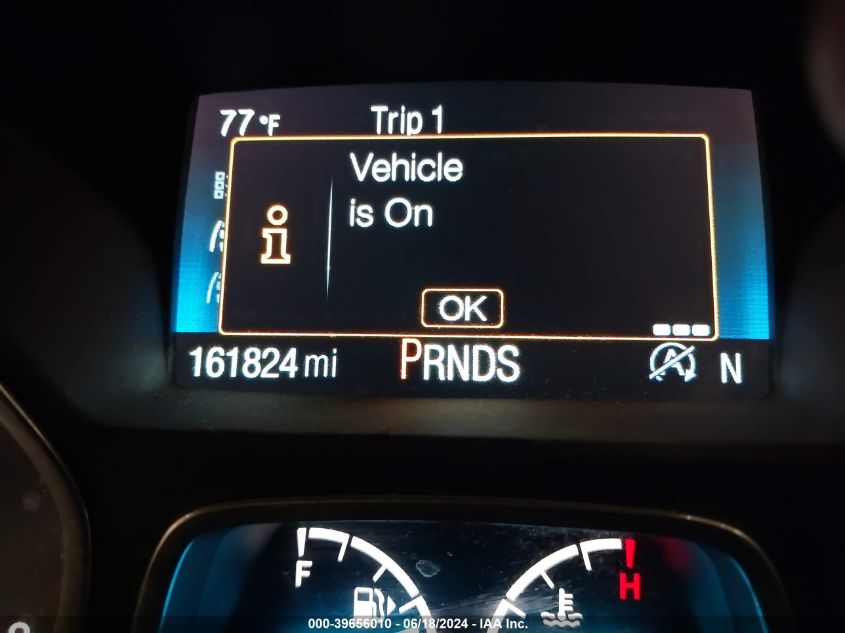 77°F Trip 1
Vehicle
is On
OK
161824 mi PRNDS N
F H
000-39656010 - 06/18/2024 - IAA Inc.